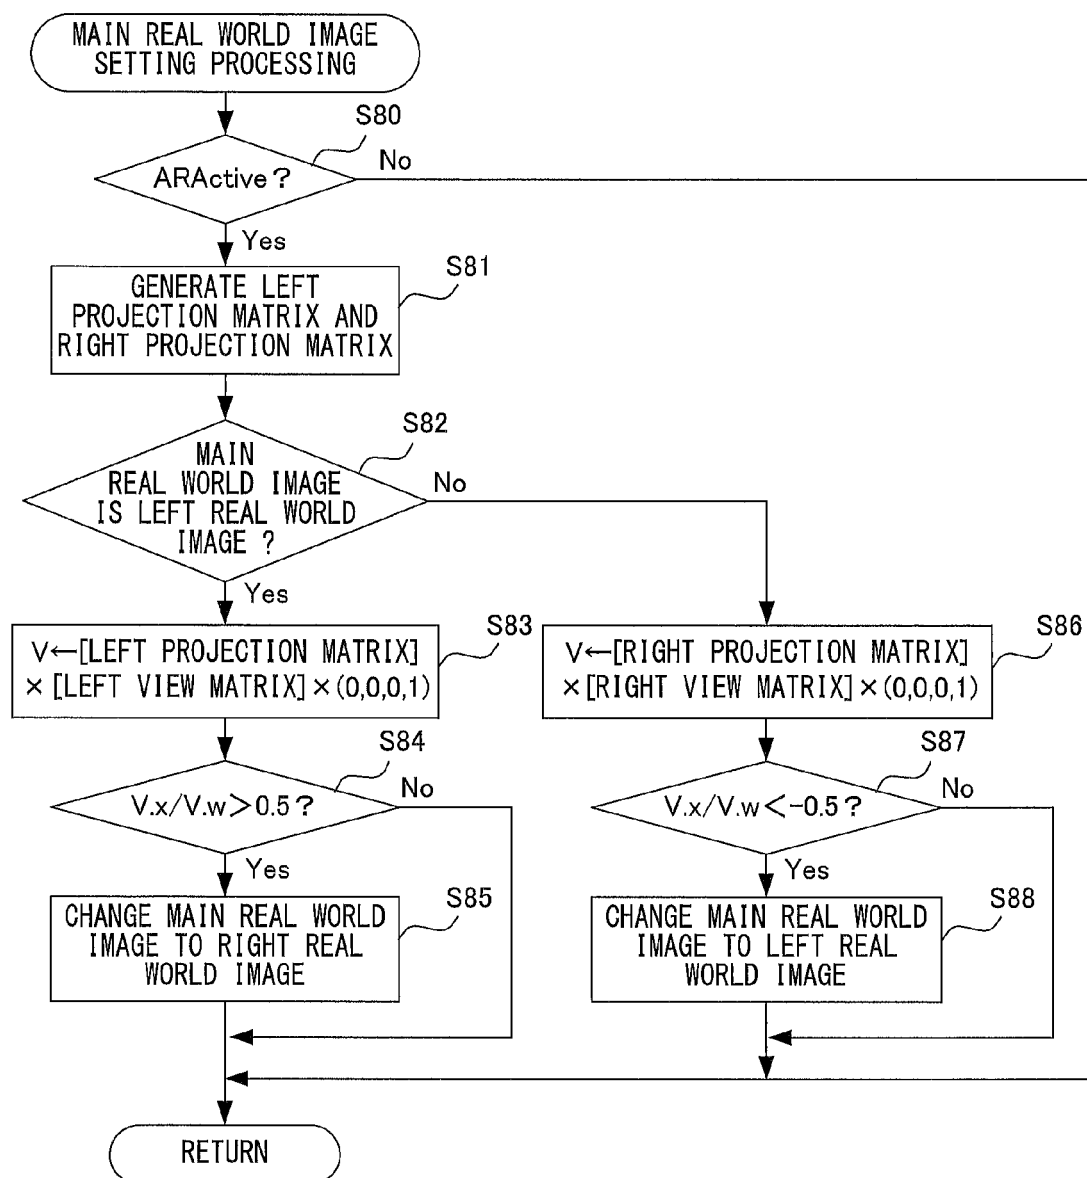 MAIN REAL WORLD IMAGE
SETTING PROCESSING
S80
ARActive?
No
Yes
S81
GENERATE LEFT
PROJECTION MATRIX AND
RIGHT PROJECTION MATRIX
S82
MAIN
REAL WORLD IMAGE
IS LEFT REAL WORLD
IMAGE ?
No
Yes
S83
V←[LEFT PROJECTION MATRIX]
×[LEFT VIEW MATRIX]×(0,0,0,1)
S86
V←[RIGHT PROJECTION MATRIX]
×[RIGHT VIEW MATRIX]×(0,0,0,1)
S84
V.x/V.w>0.5?
No
Yes
S87
V.x/V.w<-0.5?
No
Yes
S85
CHANGE MAIN REAL WORLD
IMAGE TO RIGHT REAL
WORLD IMAGE
S88
CHANGE MAIN REAL WORLD
IMAGE TO LEFT REAL
WORLD IMAGE
RETURN